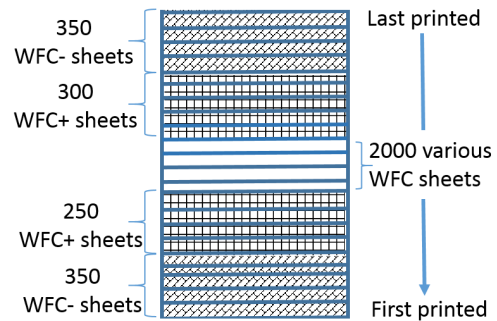 Last printed
350
WFC- sheets
300
WFC+ sheets
2000 various
WFC sheets
250
WFC+ sheets
350
WFC- sheets
First printed